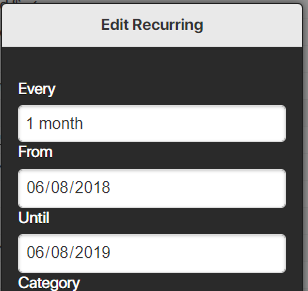 Edit Recurring
Every
1 month
From
06/08/2018
Until
06/08/2019
Category